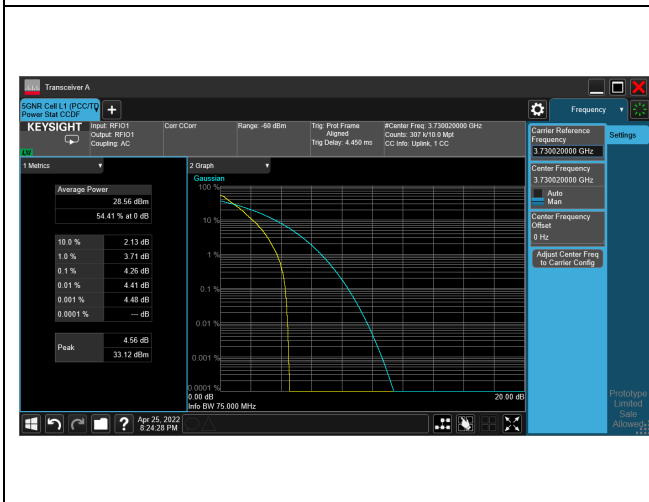 Transceiver A
5GNR Cell L1 (PCC/TD
Power Stat CCDF
Frequency
KEYSIGHT
Input: RFIO1
Output: RFIO1
Coupling: AC
Corr CCorr
Range: -60 dBm
Trig: Prot Frame
Aligned
Trig Delay: 4.450 ms
#Center Freq: 3.730020000 GHz
Counts: 307 k/10.0 Mpt
CC Info: Uplink, 1 CC
1 Metrics
Average Power
28.56 dBm
54.41 % at 0 dB
10.0 % 2.13 dB
1.0 % 3.71 dB
0.1 % 4.26 dB
0.01 % 4.41 dB
0.001 % 4.48 dB
0.0001 % --- dB
Peak
4.56 dB
33.12 dBm
2 Graph
Gaussian
100 %
10 %
1 %
0.1 %
0.01 %
0.001 %
0.0001 %
0.00 dB
20.00 dB
Info BW 75.000 MHz
Carrier Reference
Frequency
3.730020000 GHz
Center Frequency
3.730020000 GHz
Auto
Man
Center Frequency
Offset
0 Hz
Adjust Center Freq
to Carrier Config
Settings
Prototype
Limited
Sale
Allowed
?
Apr 25, 2022
8:24:28 PM